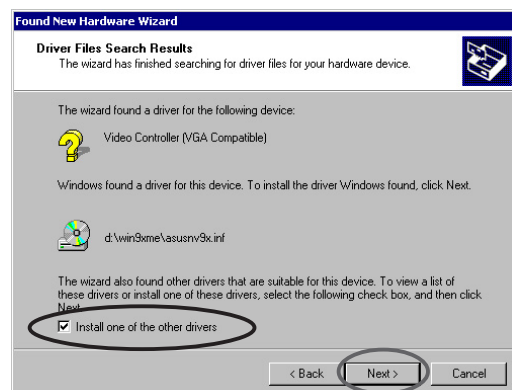 Found New Hardware Wizard
Driver Files Search Results
The wizard has finished searching for driver files for your hardware device.
The wizard found a driver for the following device:
Video Controller (VGA Compatible)
Windows found a driver for this device. To install the driver Windows found, click Next.
d:\win9xme\asusnv9x.inf
The wizard also found other drivers that are suitable for this device. To view a list of
these drivers or install one of these drivers, select the following check box, and then click
Next.
Install one of the other drivers
< Back Next > Cancel